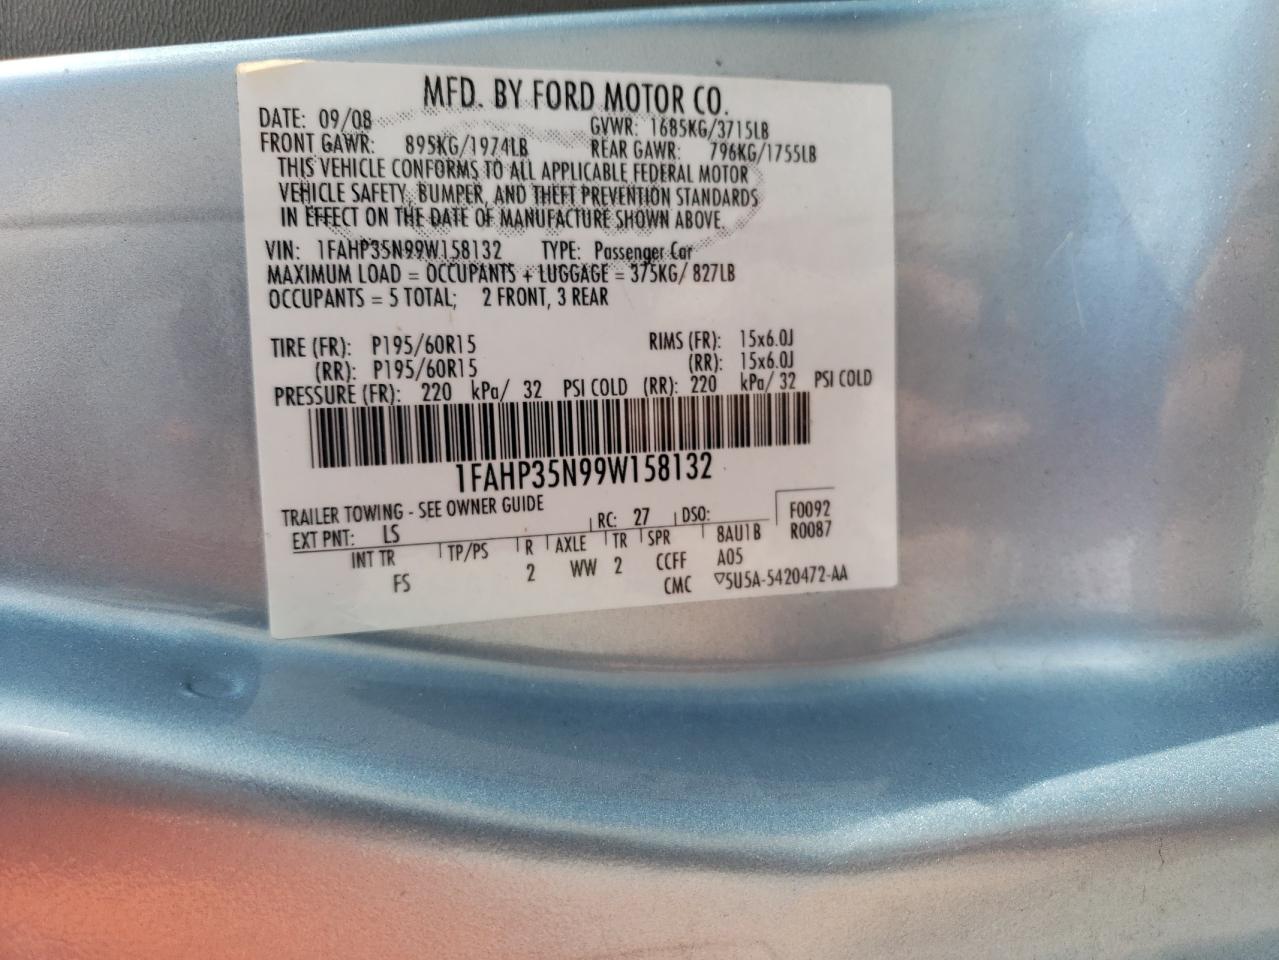 MFD. BY FORD MOTOR CO.
DATE: 09/08 GVWR: 1685KG/3715LB
FRONT GAWR: 895KG/1974LB REAR GAWR: 796KG/1755LB
THIS VEHICLE CONFORMS TO ALL APPLICABLE FEDERAL MOTOR
VEHICLE SAFETY, BUMPER, AND THEFT PREVENTION STANDARDS
IN EFFECT ON THE DATE OF MANUFACTURE SHOWN ABOVE.
VIN: 1FAHP35N99W158132 TYPE: Passenger Car
MAXIMUM LOAD = OCCUPANTS + LUGGAGE = 375KG/ 827LB
OCCUPANTS = 5 TOTAL; 2 FRONT, 3 REAR
TIRE (FR): P195/60R15 RIMS (FR): 15x6.0J
(RR): P195/60R15 (RR): 15x6.0J
PRESSURE (FR): 220 kPa/ 32 PSI COLD (RR): 220 kPa/ 32 PSI COLD
1FAHP35N99W158132
TRAILER TOWING - SEE OWNER GUIDE
EXT PNT: LS RC: 27 DSO: F0092
INT TR TP/PS R AXLE TR SPR 8AU1B R0087
FS 2 WW 2 CCFF A05
CMC ▽5U5A-5420472-AA